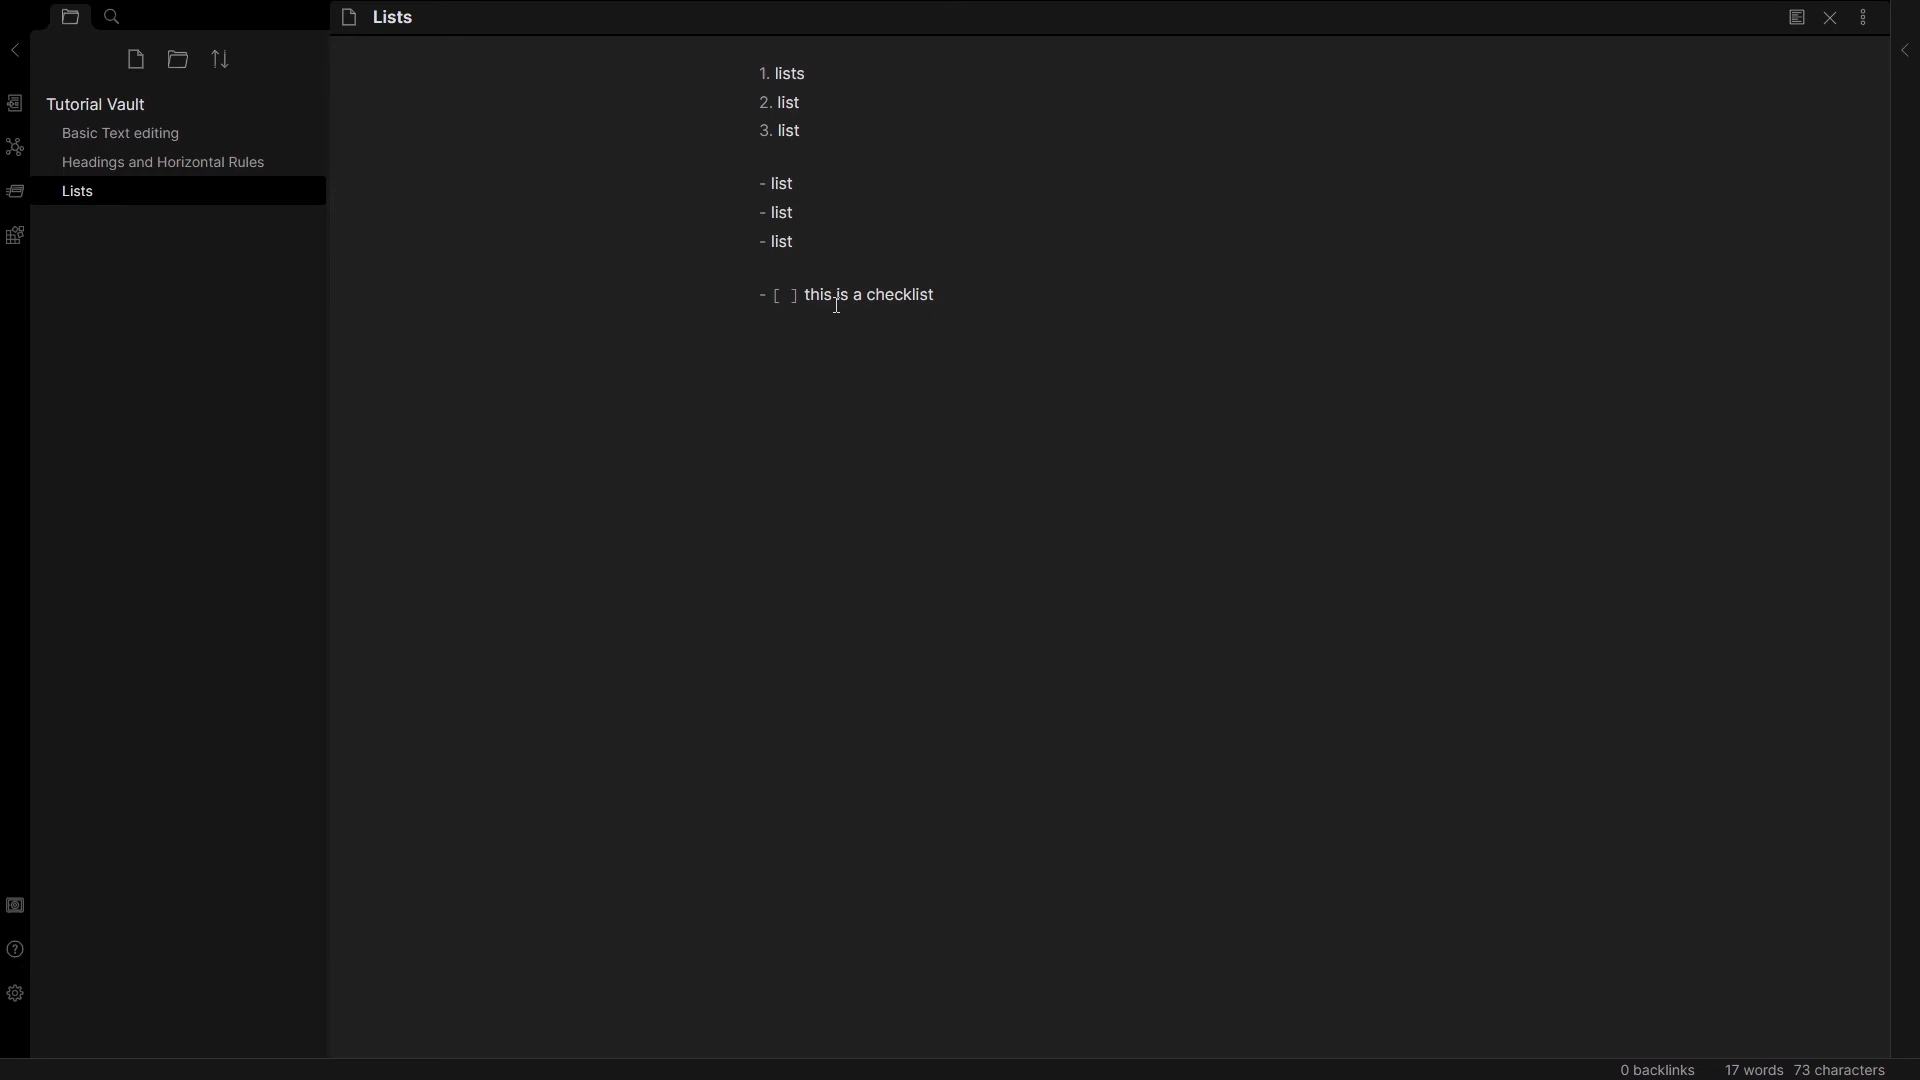 Lists
Tutorial Vault
Basic Text editing
Headings and Horizontal Rules
Lists
1. lists
2. list
3. list
- list
- list
- list
- [ ] this is a checklist
0 backlinks 17 words 73 characters